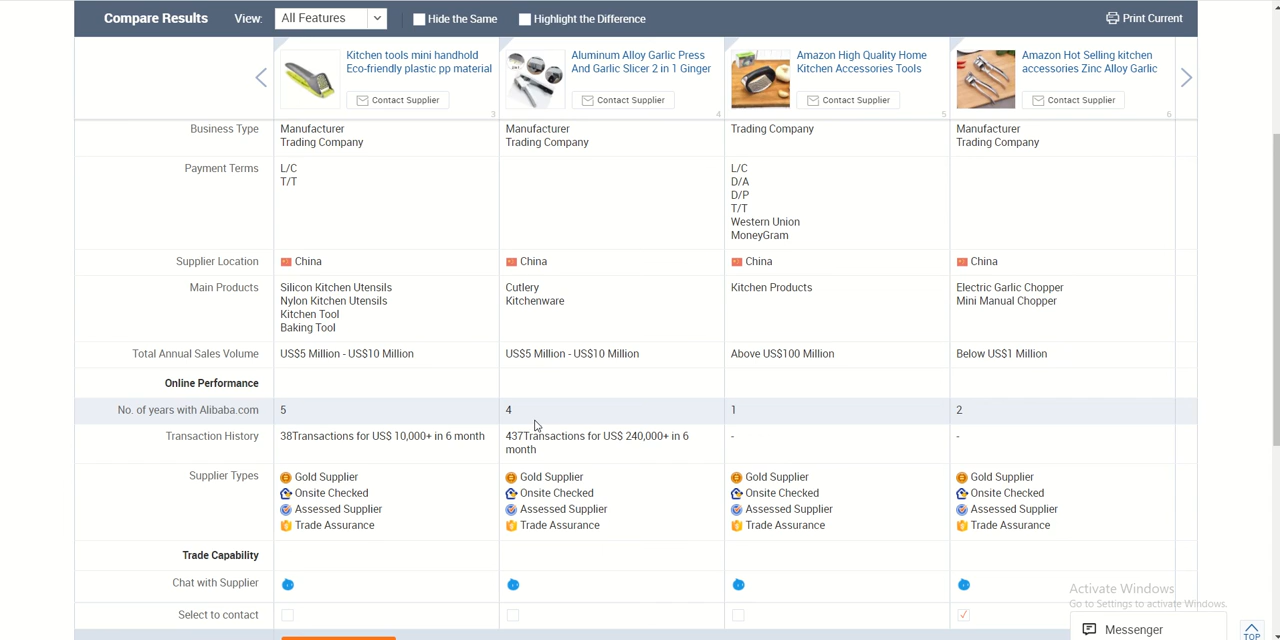 Compare Results View: All Features Hide the Same Highlight the Difference Print Current
Kitchen tools mini handhold
Eco-friendly plastic pp material
Contact Supplier
3
Aluminum Alloy Garlic Press
And Garlic Slicer 2 in 1 Ginger
Contact Supplier
4
Amazon High Quality Home
Kitchen Accessories Tools
Contact Supplier
5
Amazon Hot Selling kitchen
accessories Zinc Alloy Garlic
Contact Supplier
6
Business Type
Manufacturer
Trading Company
Manufacturer
Trading Company
Trading Company
Manufacturer
Trading Company
Payment Terms
L/C
T/T
L/C
D/A
D/P
T/T
Western Union
MoneyGram
Supplier Location China China China China
Main Products
Silicon Kitchen Utensils
Nylon Kitchen Utensils
Kitchen Tool
Baking Tool
Cutlery
Kitchenware
Kitchen Products
Electric Garlic Chopper
Mini Manual Chopper
Total Annual Sales Volume US$5 Million - US$10 Million US$5 Million - US$10 Million Above US$100 Million Below US$1 Million
Online Performance
No. of years with Alibaba.com 5 4 1 2
Transaction History
38Transactions for US$ 10,000+ in 6 month
437Transactions for US$ 240,000+ in 6
month
-
-
Supplier Types
Gold Supplier
Onsite Checked
Assessed Supplier
Trade Assurance
Gold Supplier
Onsite Checked
Assessed Supplier
Trade Assurance
Gold Supplier
Onsite Checked
Assessed Supplier
Trade Assurance
Gold Supplier
Onsite Checked
Assessed Supplier
Trade Assurance
Trade Capability
Chat with Supplier
Select to contact
Activate Windows
Go to Settings to activate Windows.
Messenger
TOP